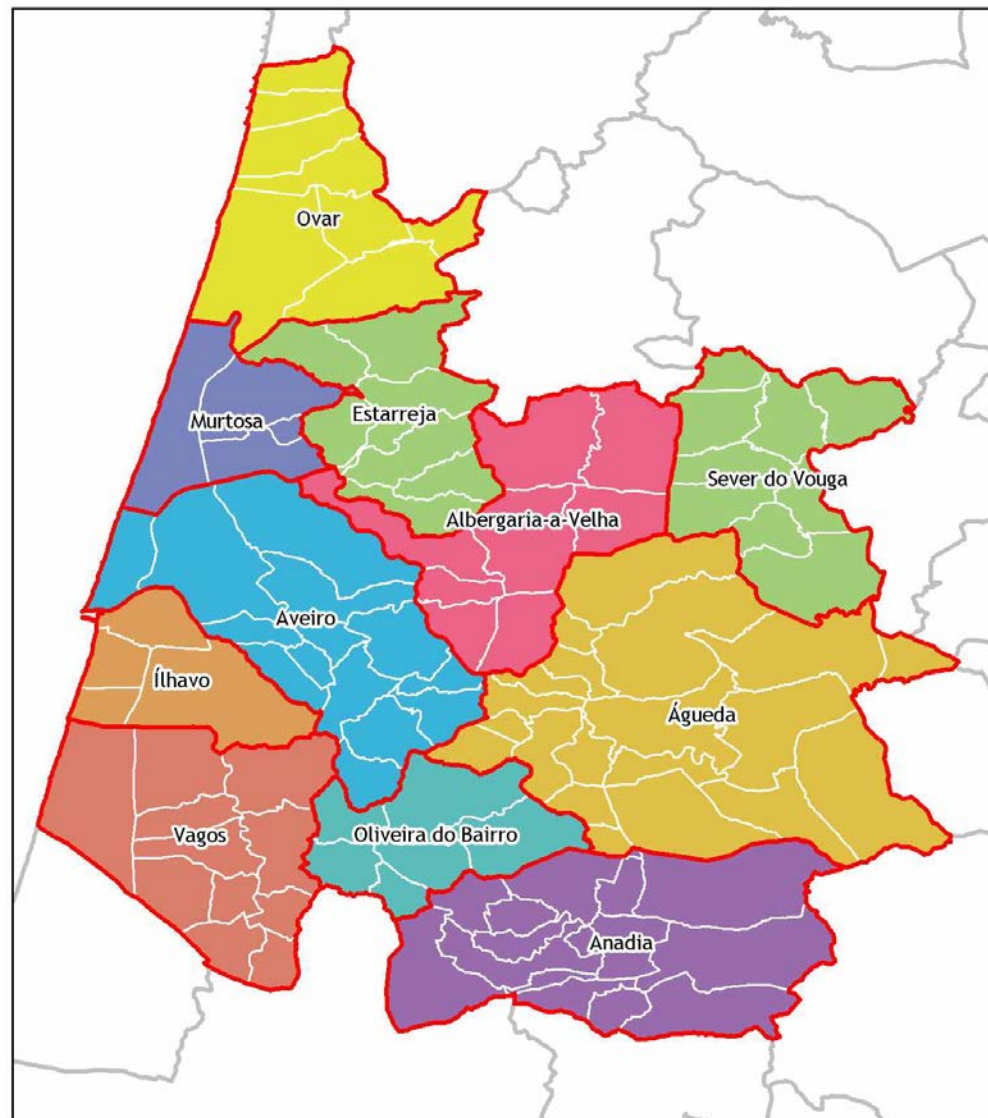 Ovar
Murtosa
Estarreja
Sever do Vouga
Albergaria-a-Velha
Aveiro
Ílhavo
Águeda
Vagos
Oliveira do Bairro
Anadia